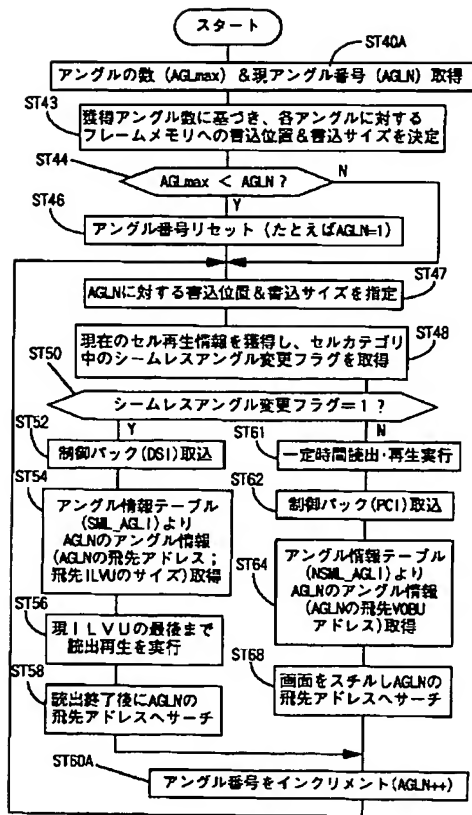 スタート
ST40A
アングルの数 (AGLmax) &現アングル番号 (AGLN) 取得
ST43
獲得アングル数に基づき、各アングルに対する
フレームメモリへの書込位置&書込サイズを決定
ST44
AGLmax < AGLN ?
N
Y
ST46
アングル番号リセット (たとえばAGLN=1)
ST47
AGLNに対する書込位置&書込サイズを指定
ST48
現在のセル再生情報を獲得し、セルカテゴリ
中のシームレスアングル変更フラグを取得
ST50
シームレスアングル変更フラグ=1 ?
Y
N
ST52
制御パック(DSI)取込
ST54
アングル情報テーブル
(SML_AGLI)より
AGLNのアングル情報
(AGLNの飛先アドレス;
飛先ILVUのサイズ)取得
ST56
現ILVUの最後まで
読出再生を実行
ST58
読出終了後にAGLNの
飛先アドレスへサーチ
ST61
一定時間読出・再生実行
ST62
制御パック(PCI)取込
ST64
アングル情報テーブル
(NSML_AGLI)より
AGLNのアングル情報
(AGLNの飛先VOBU
アドレス)取得
ST68
画面をスチルしAGLNの
飛先アドレスへサーチ
ST60A
アングル番号をインクリメント(AGLN++)